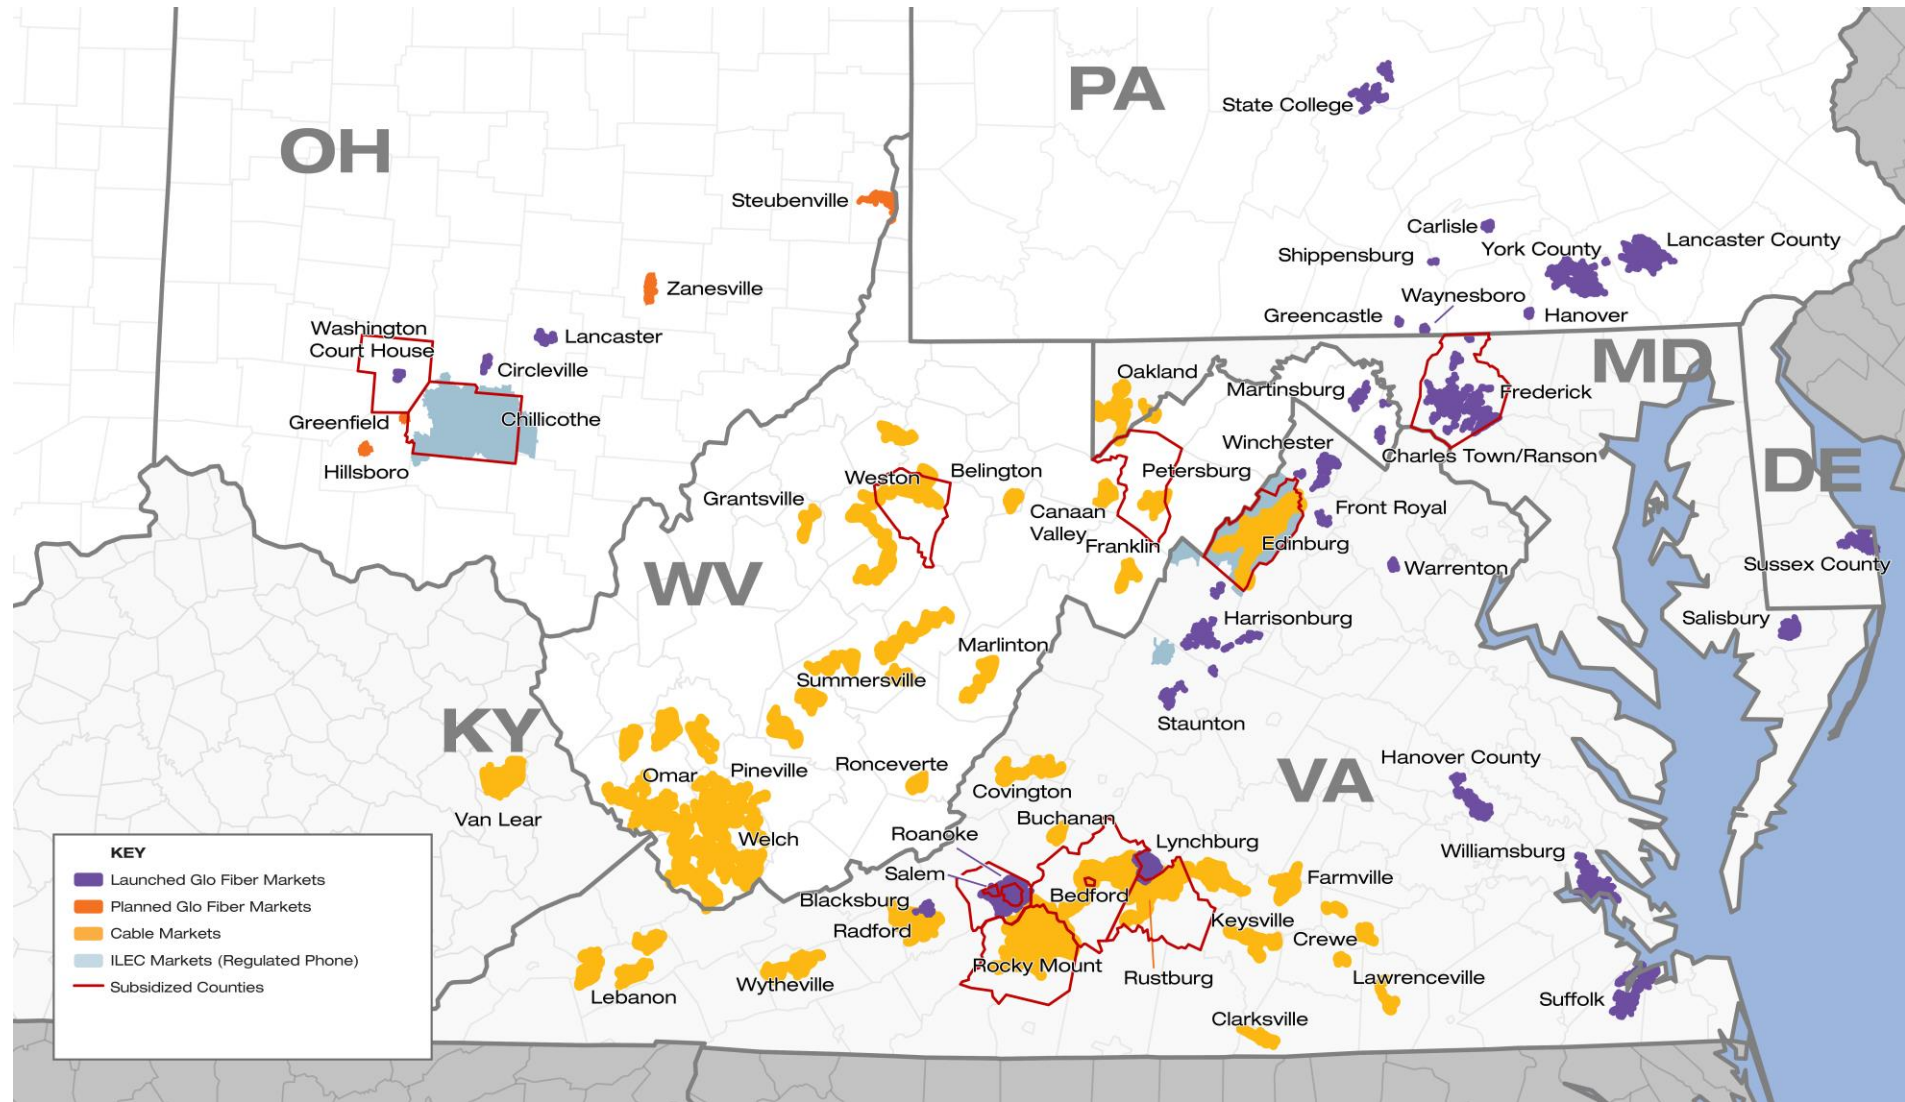 PA
State College
OH
Steubenville
Carlisle
York County
Lancaster County
Shippensburg
Zanesville
Waynesboro
Greencastle
Hanover
Washington
Court House
Lancaster
Circleville
MD
Oakland
Martinsburg
Frederick
Greenfield
Chillicothe
Winchester
Charles Town/Ranson
Hillsboro
Weston
Belington
Petersburg
DE
Grantsville
Canaan
Valley
Front Royal
Franklin
Edinburg
Sussex County
Warrenton
WV
Harrisonburg
Salisbury
Marlinton
Summersville
Staunton
KY
Hanover County
Omar
Pineville
Ronceverte
VA
Covington
Van Lear
Buchanan
Roanoke
Welch
Lynchburg
Williamsburg
Salem
Farmville
Blacksburg
Bedford
Radford
Keysville
Crewe
Rocky Mount
Rustburg
Lawrenceville
Wytheville
Lebanon
Suffolk
Clarksville
KEY
Launched Glo Fiber Markets
Planned Glo Fiber Markets
Cable Markets
ILEC Markets (Regulated Phone)
Subsidized Counties